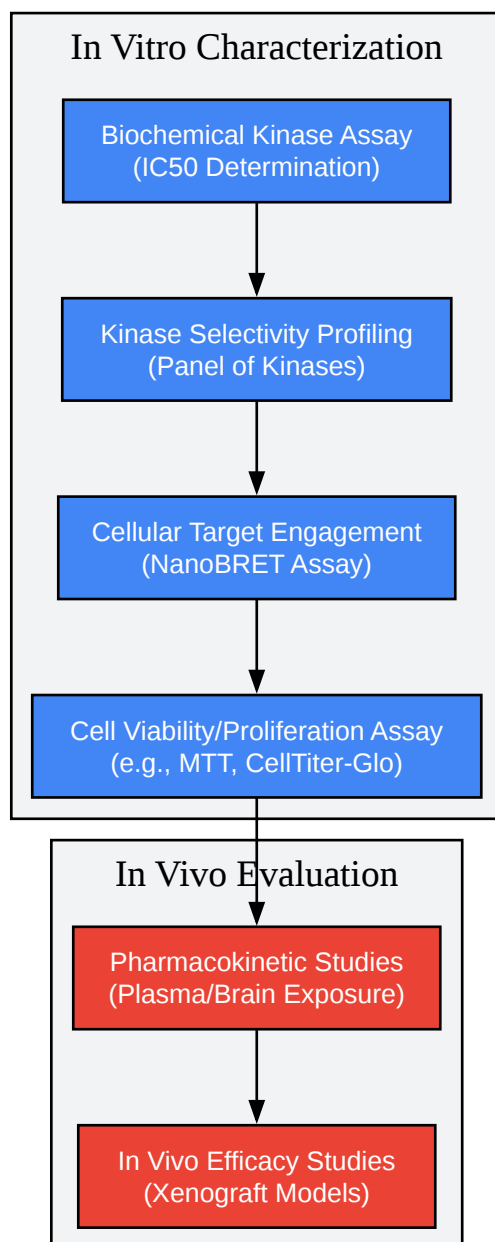 In Vitro Characterization
Biochemical Kinase Assay
(IC50 Determination)
Kinase Selectivity Profiling
(Panel of Kinases)
Cellular Target Engagement
(NanoBRET Assay)
Cell Viability/Proliferation Assay
(e.g., MTT, CellTiter-Glo)
In Vivo Evaluation
Pharmacokinetic Studies
(Plasma/Brain Exposure)
In Vivo Efficacy Studies
(Xenograft Models)